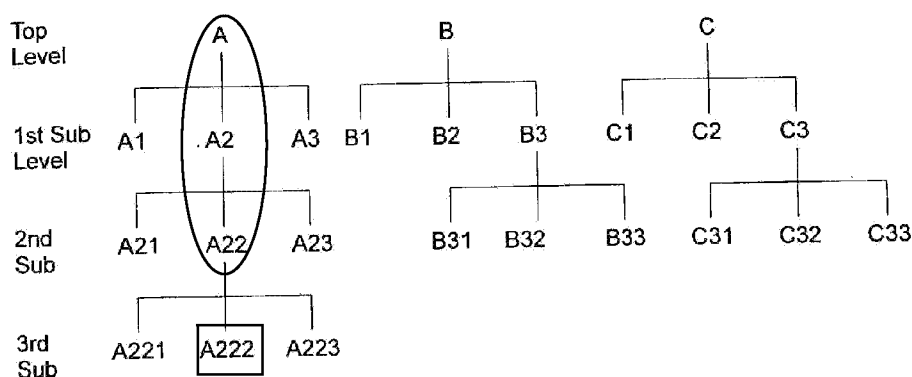 Top
Level
A
B
C
1st Sub
Level
A1
A2
A3
B1
B2
B3
C1
C2
C3
2nd
Sub
A21
A22
A23
B31
B32
B33
C31
C32
C33
3rd
Sub
A221
A222
A223